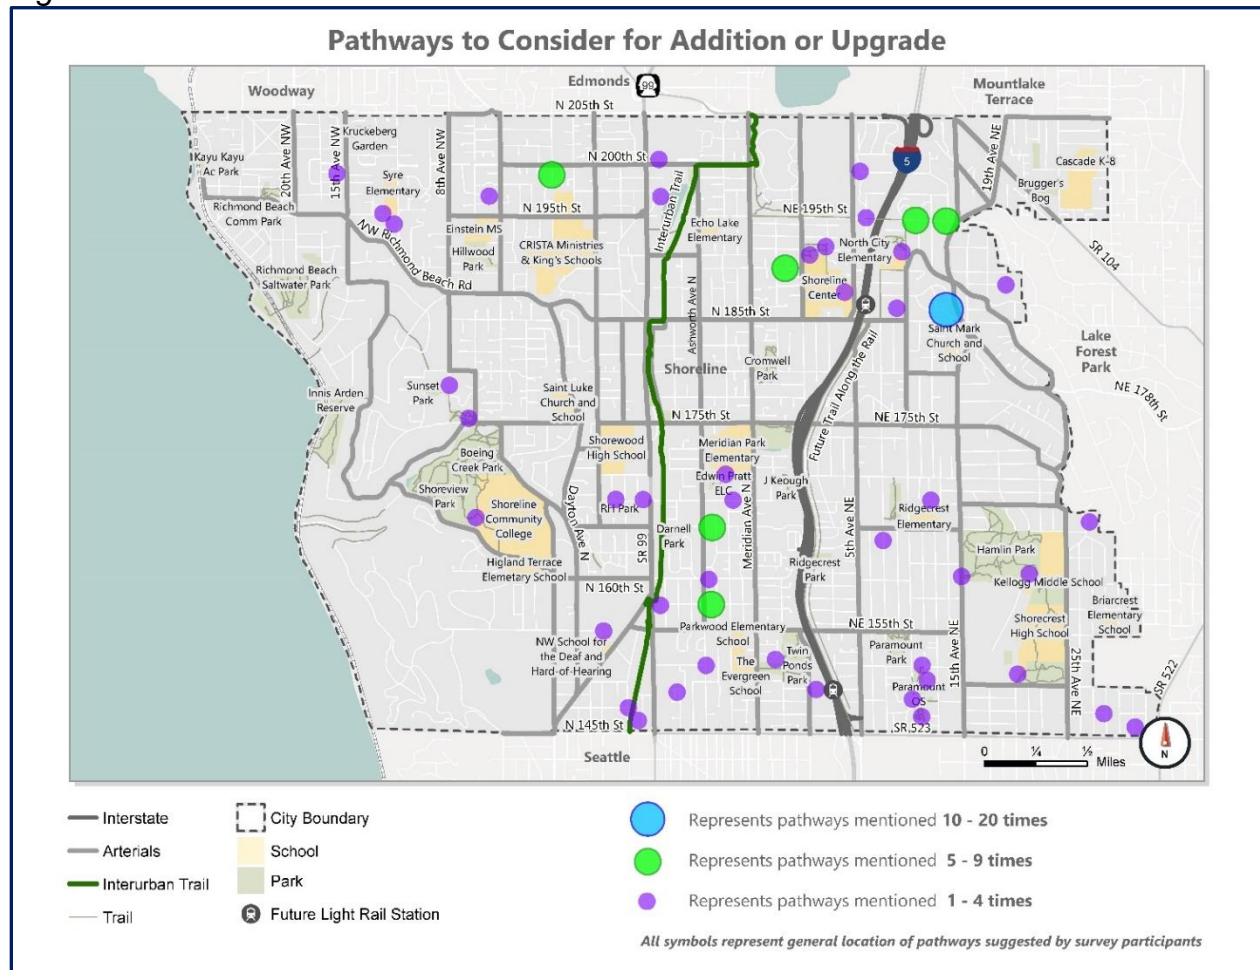 Pathways to Consider for Addition or Upgrade
Edmonds
99
Woodway
Mountlake
Terrace
N 205th St
Kruckeberg
Garden
N 200th St
5
Kayu Kayu
Ac Park
20th Ave NW
15th Ave NW
8th Ave NW
Syre
Elementary
19th Ave NE
Cascade K-8
Brugger's
Bog
Richmond Beach
Comm Park
N 195th St
Interurban Trail
NE 195th St
Echo Lake
Elementary
NW Richmond Beach Rd
Einstein MS
Hillwood
Park
CRISTA Ministries
& King's Schools
North City
Elementary
SR 104
Richmond Beach
Saltwater Park
Shoreline
Center
N 185th St
Ashworth Ave N
Saint Mark
Church and
School
Lake
Forest
Park
Shoreline
Cromwell
Park
Future Trail Along the Rail
NE 178th St
Innis Arden
Reserve
Sunset
Park
Saint Luke
Church and
School
N 175th St
NE 175th St
Shorewood
High School
Meridian Park
Elementary
Boeing
Creek Park
Edwin Pratt
ELC
J Keough
Park
Shoreview
Park
Shoreline
Community
College
Dayton Ave N
RH Park
SR 99
Darnell
Park
Meridian Ave N
5th Ave NE
Ridgecrest
Elementary
Hamlin Park
Higland Terrace
Elemetary School
Ridgecrest
Park
Kellogg Middle School
N 160th St
Briarcrest
Elementary
School
Shorecrest
High School
Parkwood Elementary
School
NE 155th St
NW School for
the Deaf and
Hard-of-Hearing
The
Evergreen
School
Twin
Ponds
Park
Paramount
Park
15th Ave NE
25th Ave NE
SR 522
Paramount
OS
N 145th St
SR 523
Seattle
N
0 ¼ ½
Miles
Interstate
Arterials
Interurban Trail
Trail
City Boundary
School
Park
Future Light Rail Station
Represents pathways mentioned 10 - 20 times
Represents pathways mentioned 5 - 9 times
Represents pathways mentioned 1 - 4 times
All symbols represent general location of pathways suggested by survey participants